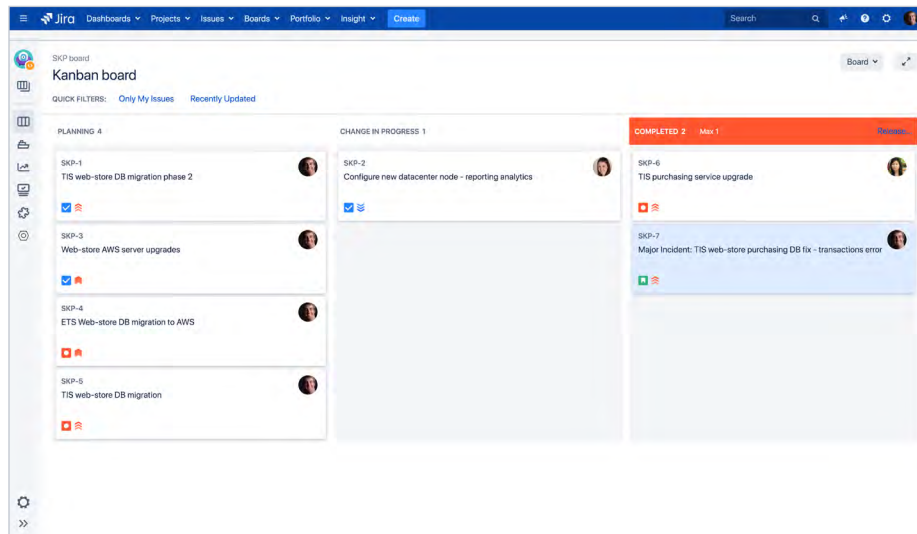 Jira Dashboards Projects Issues Boards Portfolio Insight Create Search
SKP board
Kanban board
Board
QUICK FILTERS: Only My Issues Recently Updated
PLANNING 4
CHANGE IN PROGRESS 1
COMPLETED 2 Max 1 Release...
SKP-1
TIS web-store DB migration phase 2
SKP-3
Web-store AWS server upgrades
SKP-4
ETS Web-store DB migration to AWS
SKP-5
TIS web-store DB migration
SKP-2
Configure new datacenter node - reporting analytics
SKP-6
TIS purchasing service upgrade
SKP-7
Major Incident: TIS web-store purchasing DB fix - transactions error